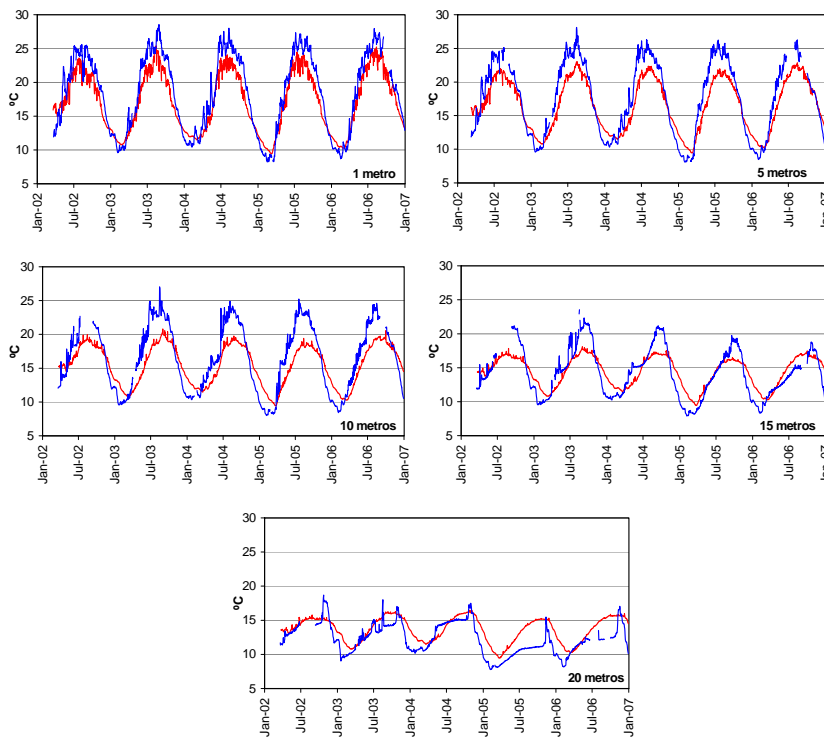 30
25
20
15
10
5
ºC
1 metro
Jan-02
Jul-02
Jan-03
Jul-03
Jan-04
Jul-04
Jan-05
Jul-05
Jan-06
Jul-06
Jan-07
30
25
20
15
10
5
ºC
5 metros
Jan-02
Jul-02
Jan-03
Jul-03
Jan-04
Jul-04
Jan-05
Jul-05
Jan-06
Jul-06
Jan-07
30
25
20
15
10
5
ºC
10 metros
Jan-02
Jul-02
Jan-03
Jul-03
Jan-04
Jul-04
Jan-05
Jul-05
Jan-06
Jul-06
Jan-07
30
25
20
15
10
5
ºC
15 metros
Jan-02
Jul-02
Jan-03
Jul-03
Jan-04
Jul-04
Jan-05
Jul-05
Jan-06
Jul-06
Jan-07
30
25
20
15
10
5
ºC
20 metros
Jan-02
Jul-02
Jan-03
Jul-03
Jan-04
Jul-04
Jan-05
Jul-05
Jan-06
Jul-06
Jan-07